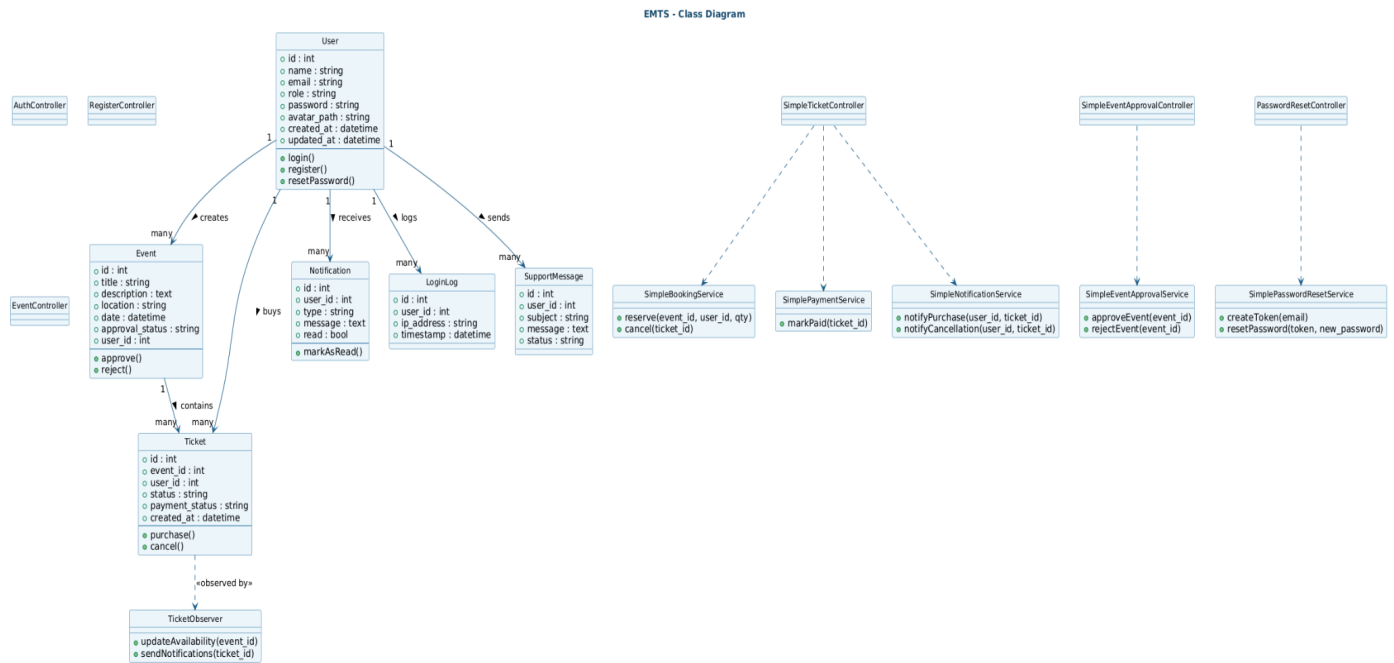 EMTS - Class Diagram
User
id : int
name : string
email : string
role : string
password : string
avatar_path : string
created_at : datetime
updated_at : datetime
login()
register()
resetPassword()
AuthController
RegisterController
SimpleTicketController
SimpleEventApprovalController
PasswordResetController
1
1
1
1
1
creates
receives
logs
sends
many
many
many
many
Event
id : int
title : string
description : text
location : string
date : datetime
approval_status : string
user_id : int
approve()
reject()
EventController
buys
Notification
id : int
user_id : int
type : string
message : text
read : bool
markAsRead()
LoginLog
id : int
user_id : int
ip_address : string
timestamp : datetime
SupportMessage
id : int
user_id : int
subject : string
message : text
status : string
SimpleBookingService
reserve(event_id, user_id, qty)
cancel(ticket_id)
SimplePaymentService
markPaid(ticket_id)
SimpleNotificationService
notifyPurchase(user_id, ticket_id)
notifyCancellation(user_id, ticket_id)
SimpleEventApprovalService
approveEvent(event_id)
rejectEvent(event_id)
SimplePasswordResetService
createToken(email)
resetPassword(token, new_password)
1
contains
many
many
Ticket
id : int
event_id : int
user_id : int
status : string
payment_status : string
created_at : datetime
purchase()
cancel()
«observed by»
TicketObserver
updateAvailability(event_id)
sendNotifications(ticket_id)